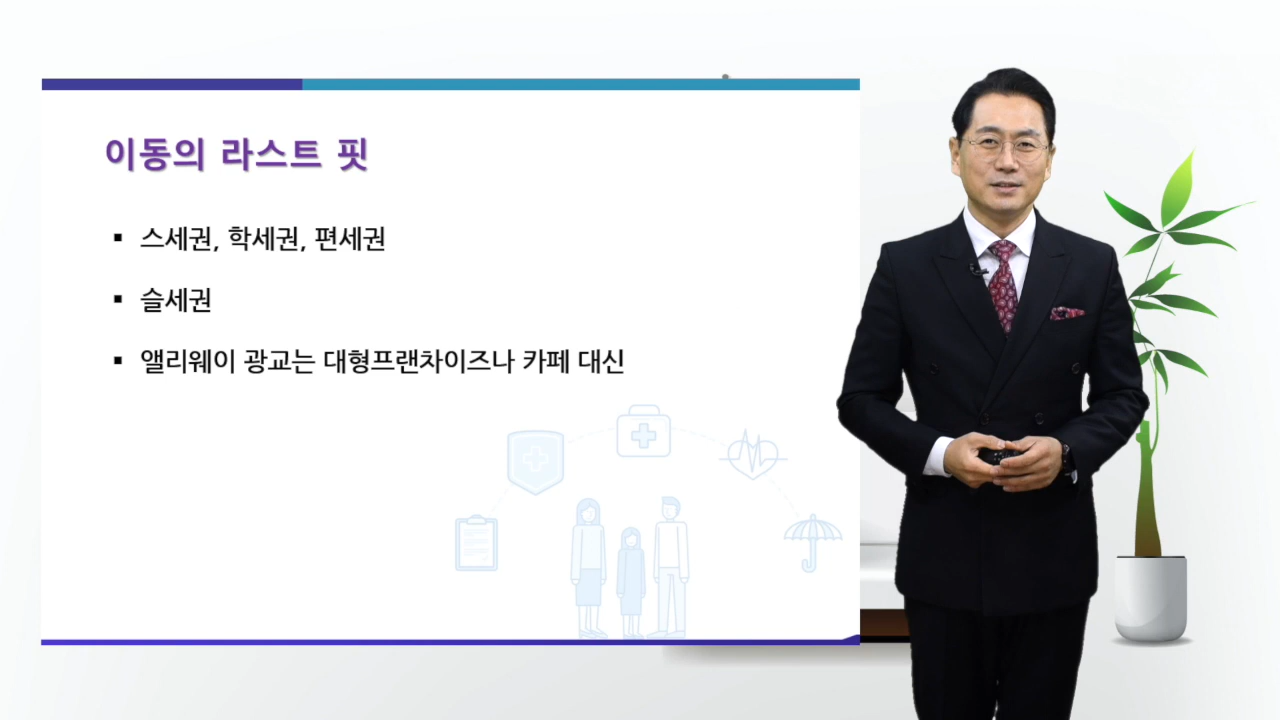 이동의 라스트 핏
스세권, 학세권, 편세권
슬세권
앨리웨이 광교는 대형프랜차이즈나 카페 대신